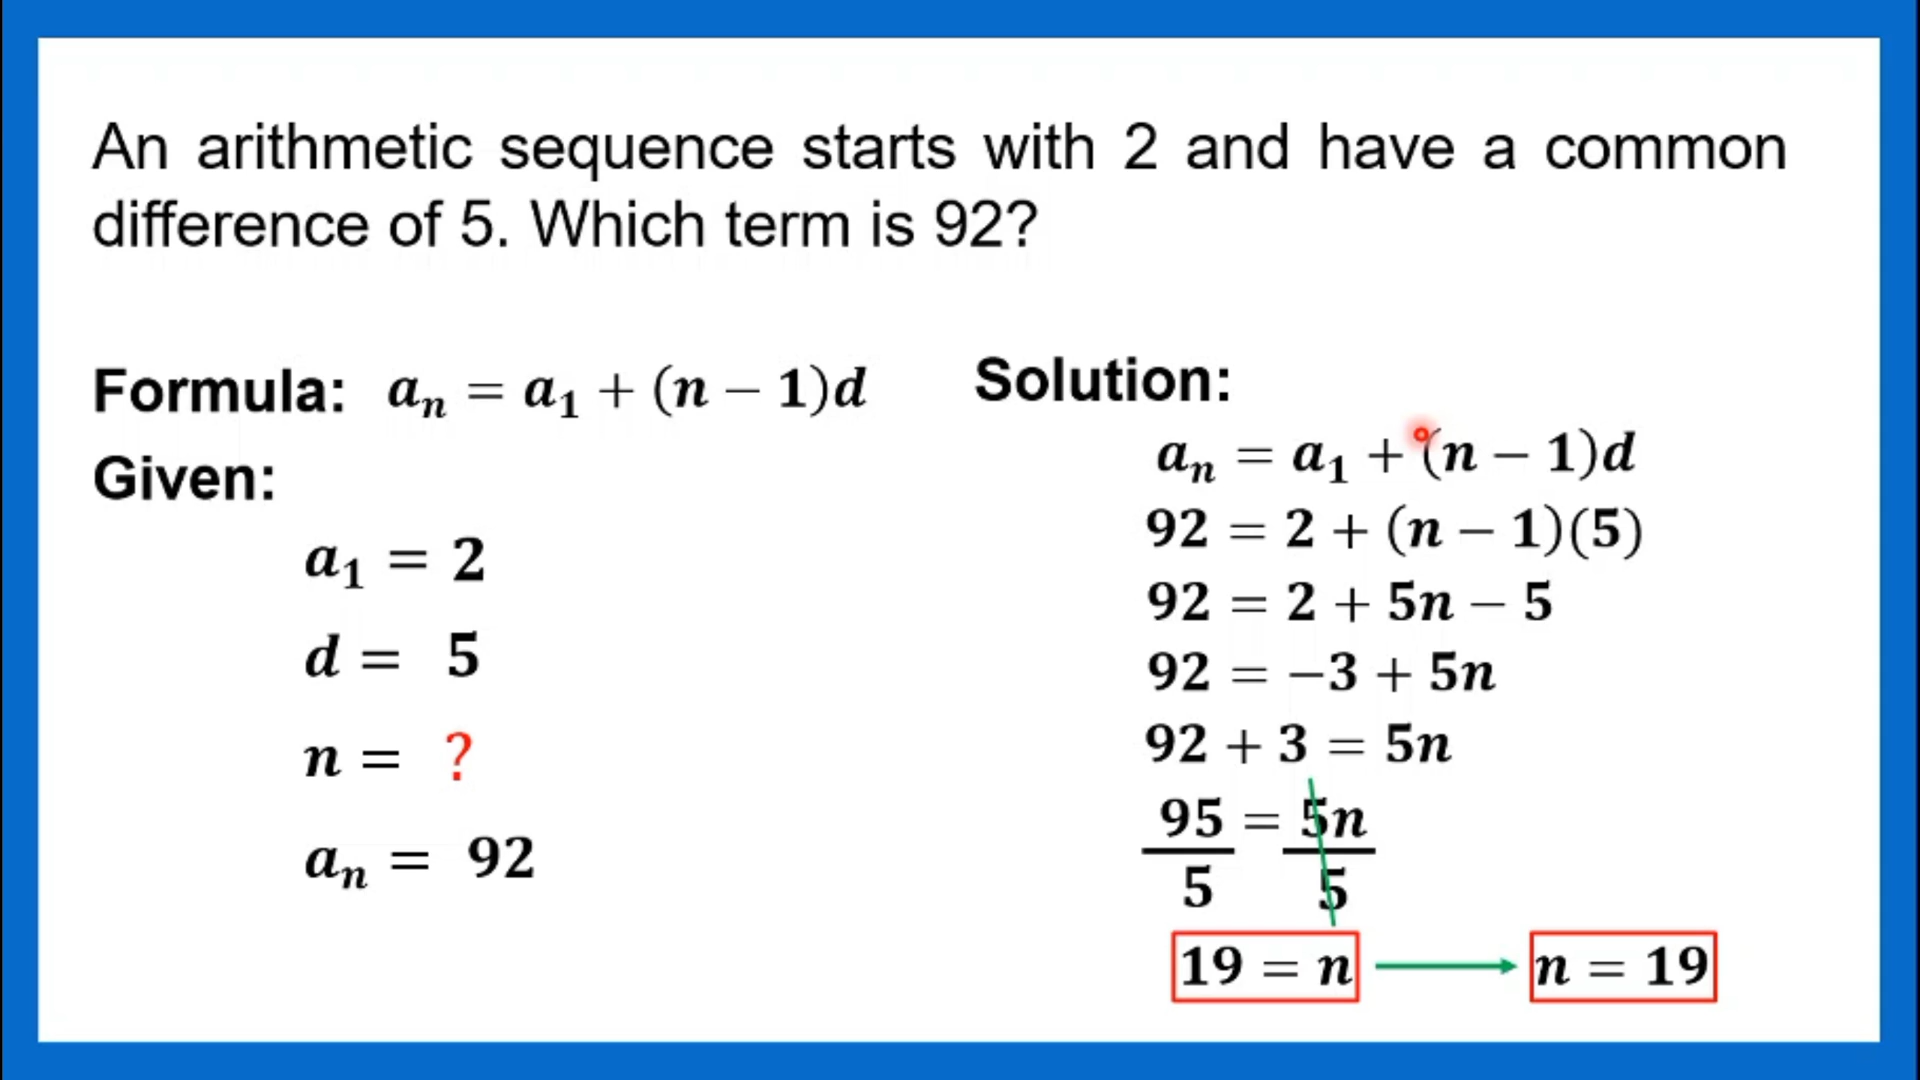 An arithmetic sequence starts with 2 and have a common
difference of 5. Which term is 92?
Formula: aₙ = a₁ + (n − 1)d
Given:
a₁ = 2
d = 5
n = ?
aₙ = 92
Solution:
aₙ = a₁ + (n − 1)d
92 = 2 + (n − 1)(5)
92 = 2 + 5n − 5
92 = −3 + 5n
92 + 3 = 5n
95 = 5n
5 5
19 = n n = 19